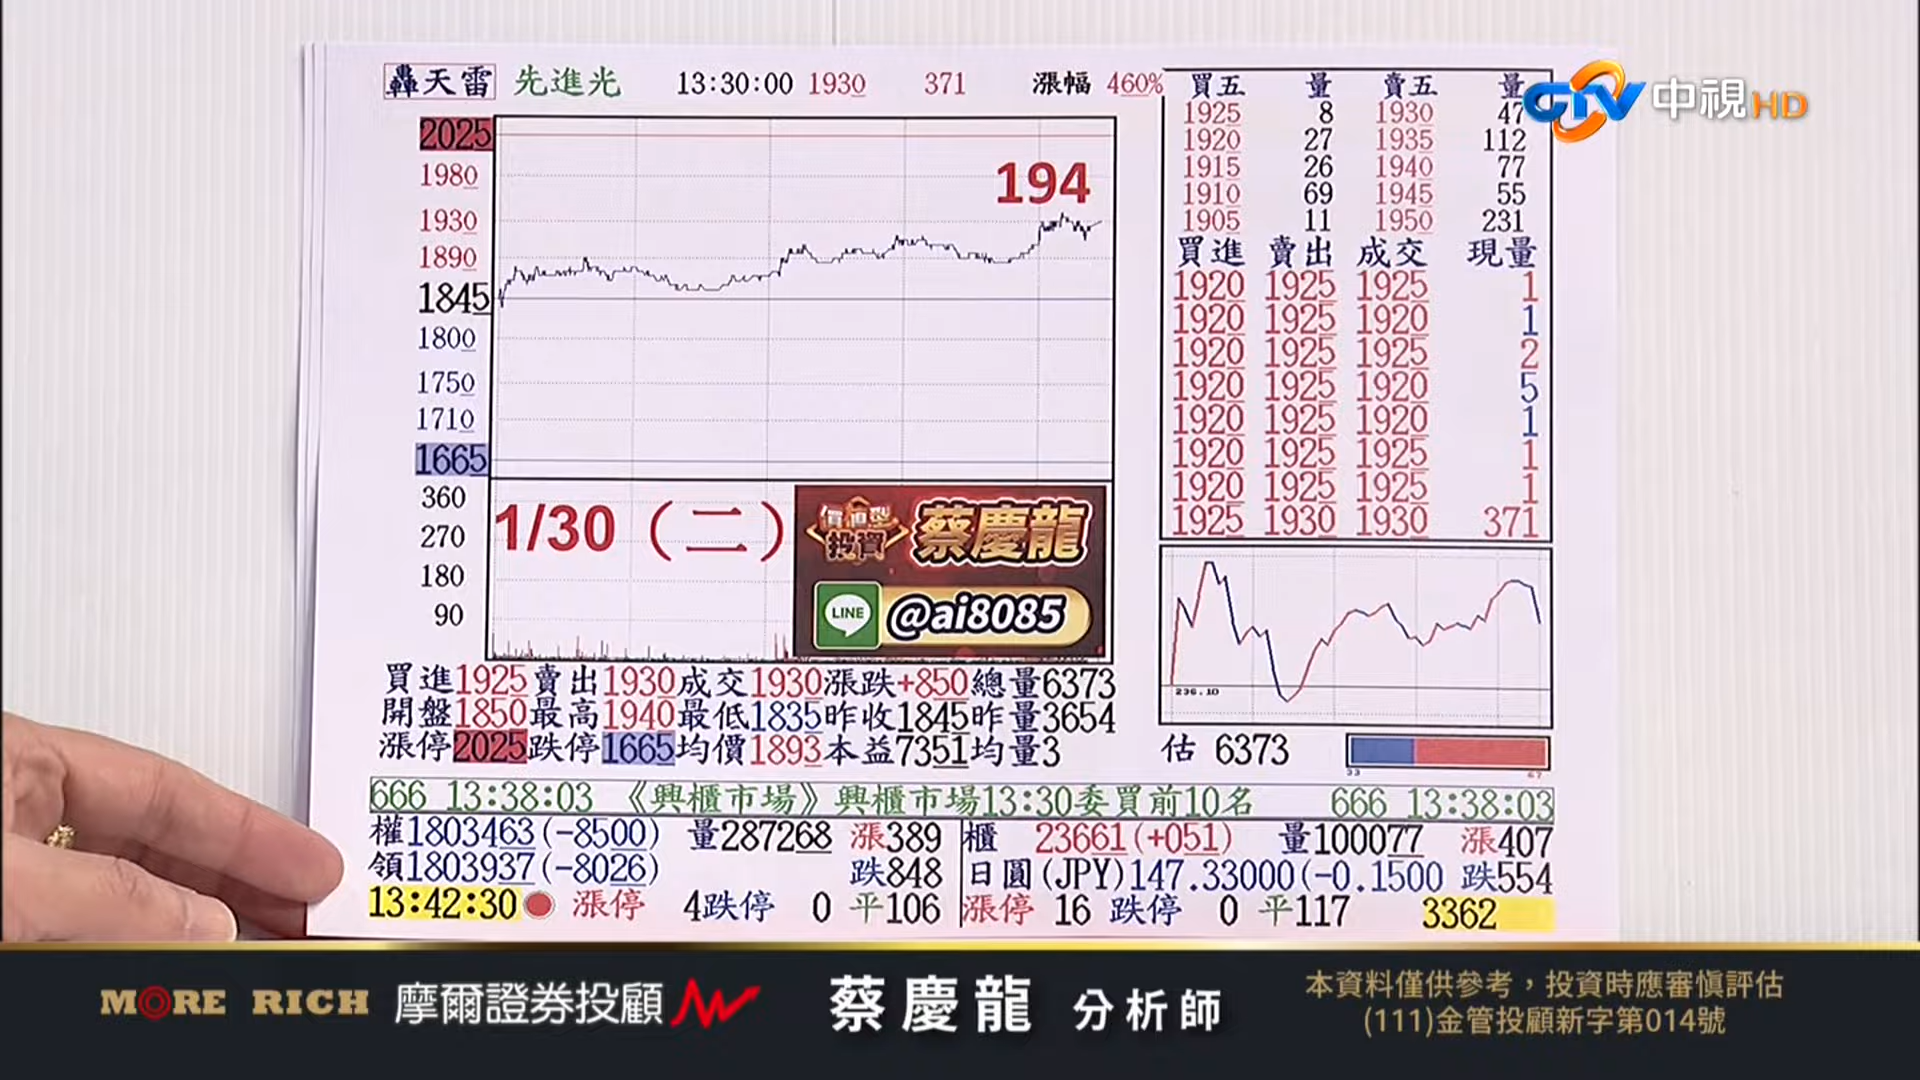 轟天雷 先進光 13:30:00 1930 371 漲幅 460%
買五 量 賣五 量
1925 8 1930 47
1920 27 1935 112
1915 26 1940 77
1910 69 1945 55
1905 11 1950 231
CTV 中視HD
2025
1980
1930
1890
1845
1800
1750
1710
1665
360
270
180
90
194
1/30（二）
價值型投資 蔡慶龍
LINE @ai8085
買進 賣出 成交 現量
1920 1925 1925 1
1920 1925 1920 1
1920 1925 1925 2
1920 1925 1920 5
1920 1925 1920 1
1920 1925 1925 1
1920 1925 1925 1
1925 1930 1930 371
236.10
買進1925賣出1930成交1930漲跌+850總量6373
開盤1850最高1940最低1835昨收1845昨量3654
漲停2025跌停1665均價1893本益7351均量3
估 6373
33 67
666 13:38:03 《興櫃市場》興櫃市場13:30委買前10名 666 13:38:03
權1803463(-8500) 量287268 漲389 櫃 23661(+051) 量100077 漲407
領1803937(-8026) 跌848 日圓(JPY)147.33000(-0.1500 跌554
13:42:30 漲停 4跌停 0 平106 漲停 16 跌停 0 平117 3362
MORE RICH 摩爾證券投顧 蔡慶龍 分析師
本資料僅供參考，投資時應審慎評估
(111)金管投顧新字第014號